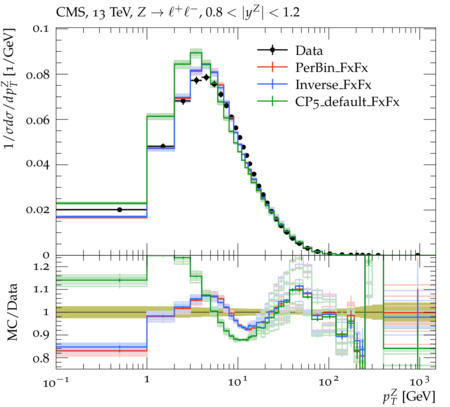 CMS, 13 TeV, Z → ℓ⁺ℓ⁻, 0.8 < |y^Z| < 1.2
1/σdσ/dp_T^Z [1/GeV]
0.1
0.08
0.06
0.04
0.02
0
Data
PerBin_FxFx
Inverse_FxFx
CP5_default_FxFx
MC/Data
1.2
1.1
1
0.9
0.8
10⁻¹
1
10¹
10²
10³
p_T^Z [GeV]